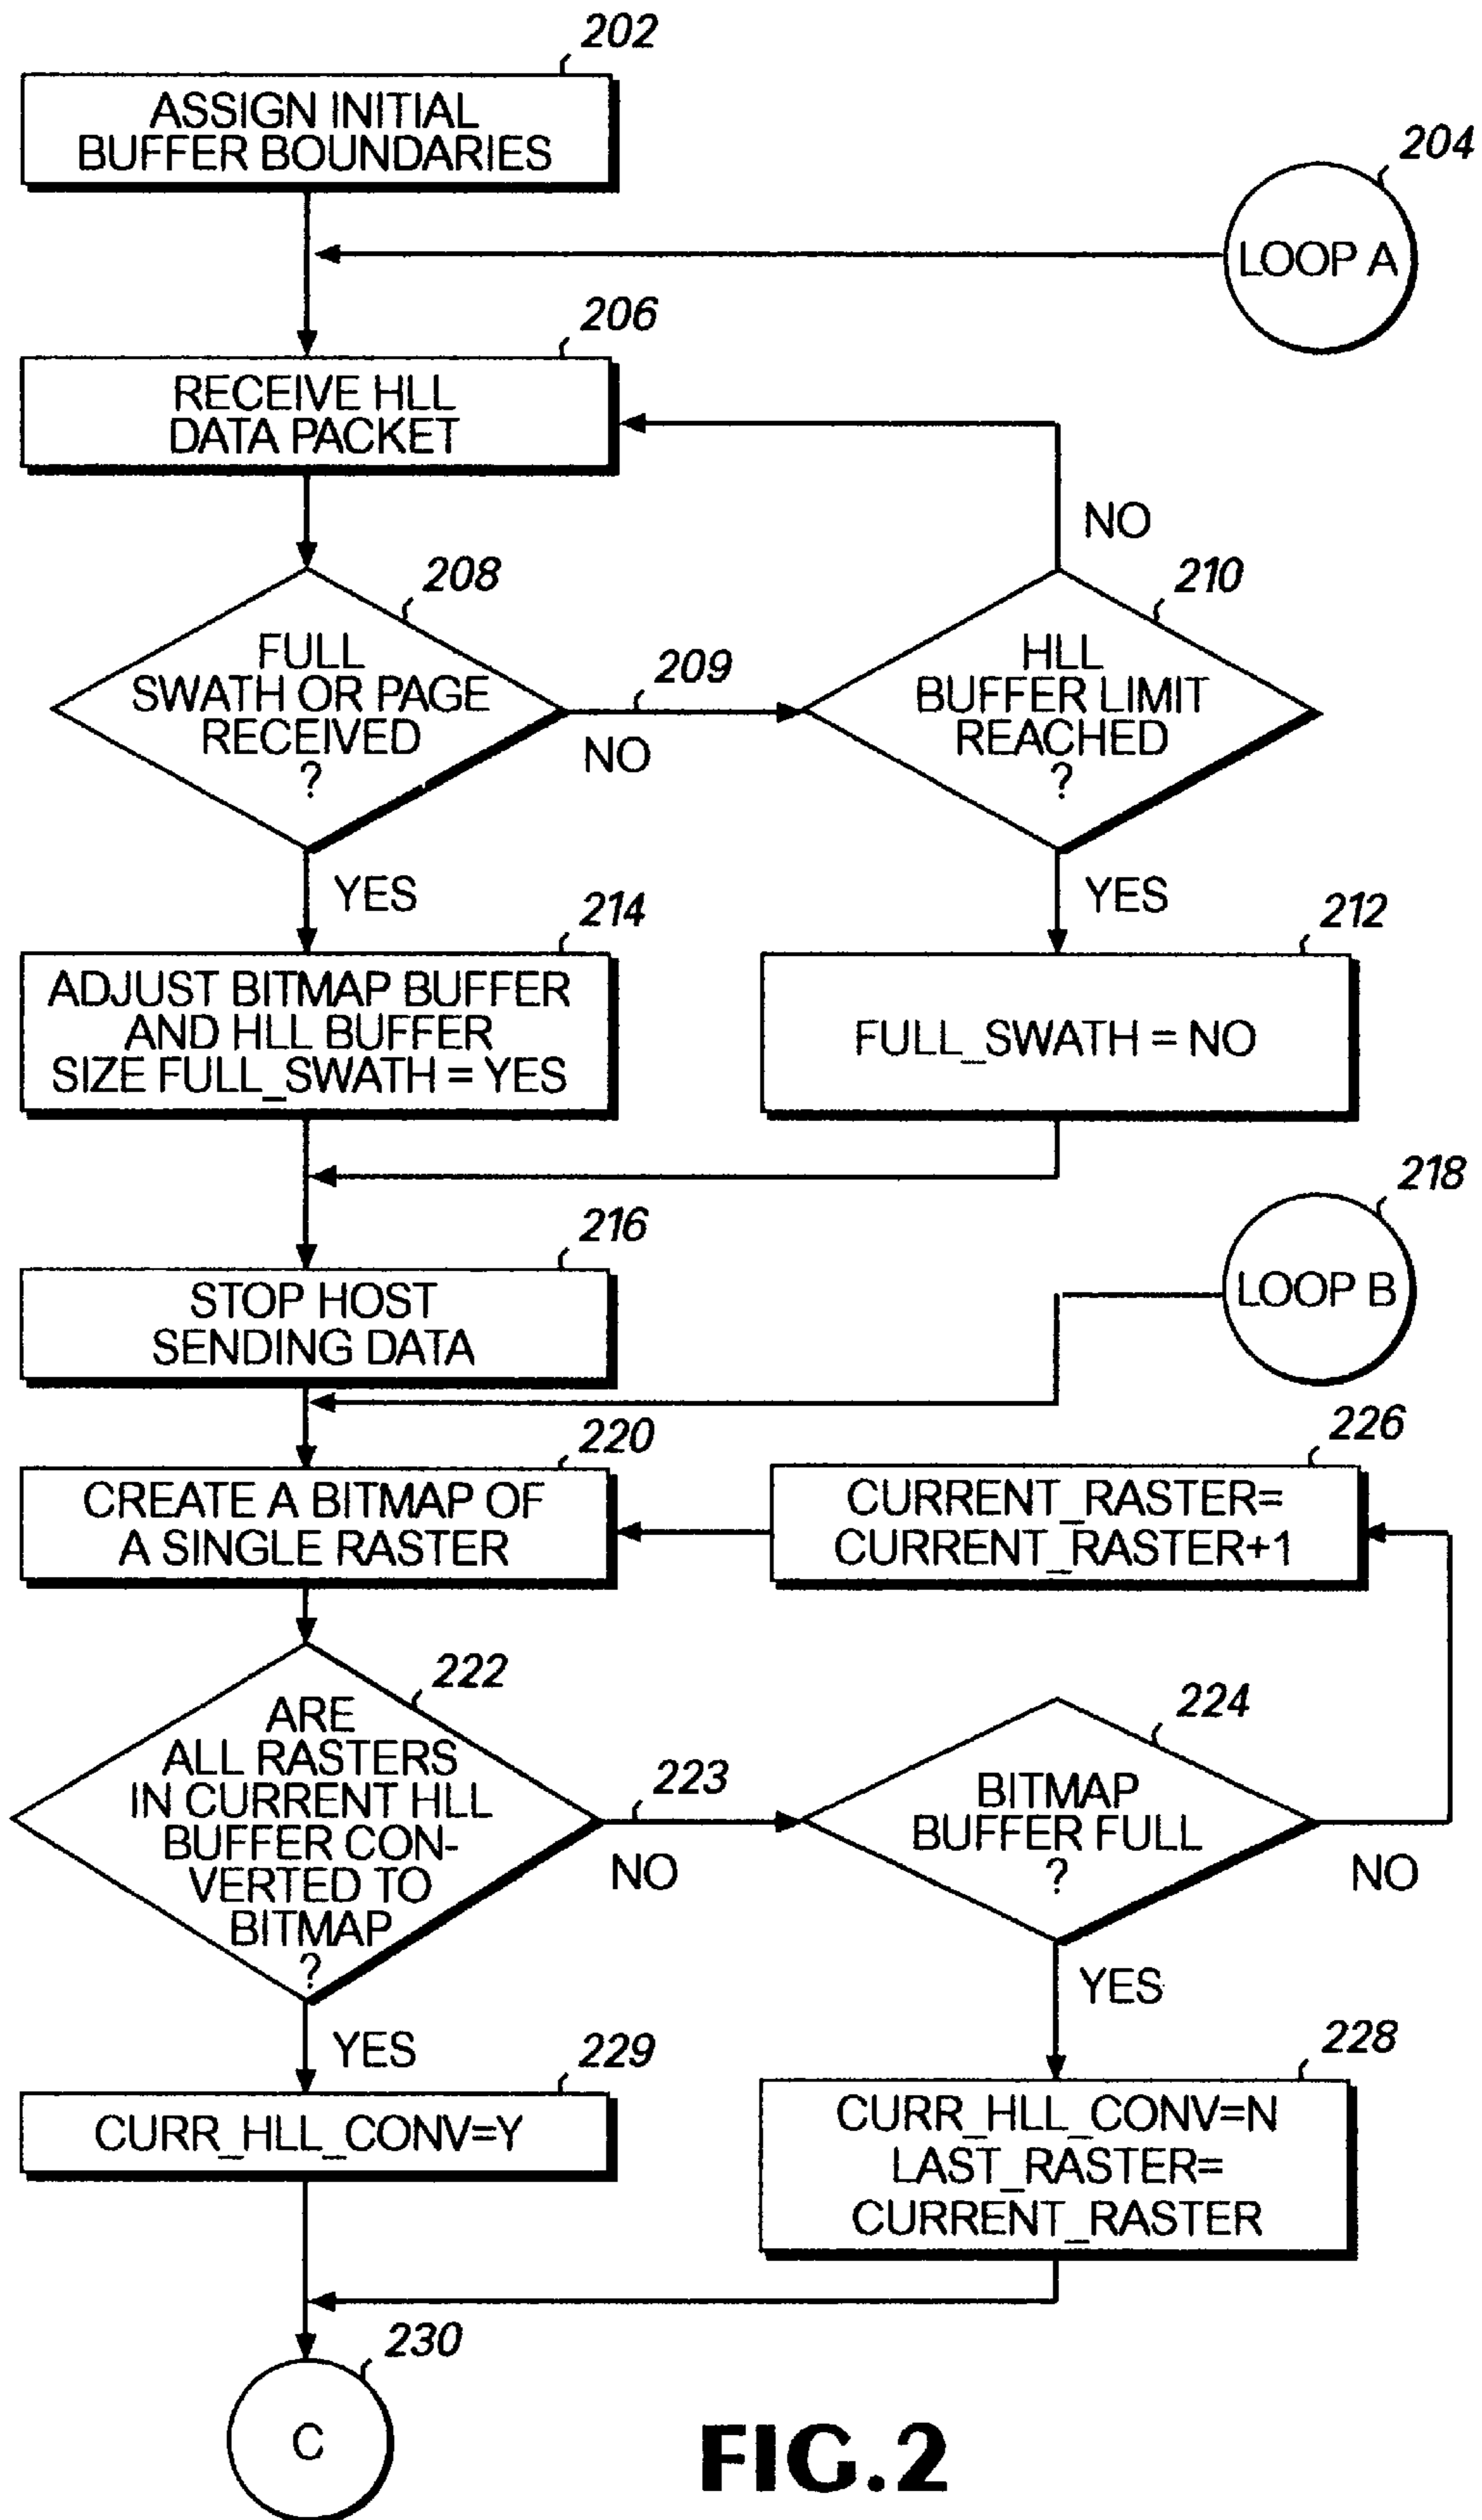 202
ASSIGN INITIAL
BUFFER BOUNDARIES
204
LOOP A
206
RECEIVE HLL
DATA PACKET
NO
208
FULL
SWATH OR PAGE
RECEIVED
?
209
NO
210
HLL
BUFFER LIMIT
REACHED
?
YES
YES
214
ADJUST BITMAP BUFFER
AND HLL BUFFER
SIZE FULL_SWATH = YES
212
FULL_SWATH = NO
216
STOP HOST
SENDING DATA
218
LOOP B
220
CREATE A BITMAP OF
A SINGLE RASTER
226
CURRENT_RASTER=
CURRENT_RASTER+1
222
ARE
ALL RASTERS
IN CURRENT HLL
BUFFER CON-
VERTED TO
BITMAP
?
223
NO
224
BITMAP
BUFFER FULL
?
NO
YES
YES
229
CURR_HLL_CONV=Y
228
CURR_HLL_CONV=N
LAST_RASTER=
CURRENT_RASTER
230
C
FIG.2